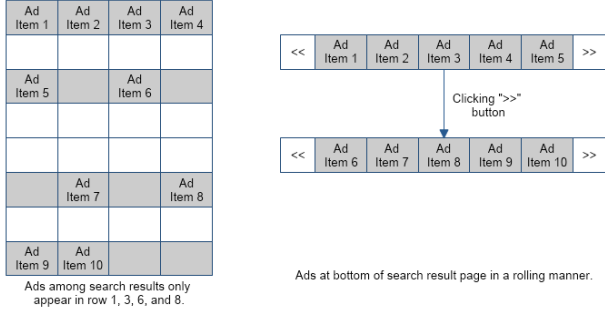 Ad Item 1
Ad Item 2
Ad Item 3
Ad Item 4
Ad Item 5
Ad Item 6
Ad Item 7
Ad Item 8
Ad Item 9
Ad Item 10
Ads among search results only
appear in row 1, 3, 6, and 8.
<<
Ad Item 1
Ad Item 2
Ad Item 3
Ad Item 4
Ad Item 5
>>
Clicking ">>"
button
<<
Ad Item 6
Ad Item 7
Ad Item 8
Ad Item 9
Ad Item 10
>>
Ads at bottom of search result page in a rolling manner.